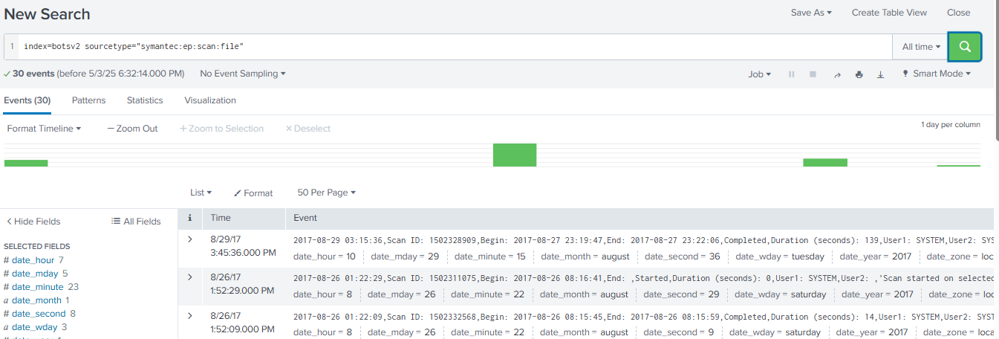 New Search
Save As ▾ Create Table View Close
1 index=botsv2 sourcetype="symantec:ep:scan:file"
All time ▾
✓ 30 events (before 5/3/25 6:32:14.000 PM) No Event Sampling ▾
Job ▾ Smart Mode ▾
Events (30) Patterns Statistics Visualization
Format Timeline ▾ — Zoom Out + Zoom to Selection × Deselect
1 day per column
List ▾ Format 50 Per Page ▾
< Hide Fields All Fields
i Time Event
SELECTED FIELDS
# date_hour 7
# date_mday 5
# date_minute 23
a date_month 1
# date_second 8
a date_wday 3
> 8/29/17
3:45:36.000 PM
2017-08-29 03:15:36,Scan ID: 1502328909,Begin: 2017-08-27 23:19:47,End: 2017-08-27 23:22:06,Completed,Duration (seconds): 139,User1: SYSTEM,User2: SYS
date_hour = 10 date_mday = 29 date_minute = 15 date_month = august date_second = 36 date_wday = tuesday date_year = 2017 date_zone = loc
> 8/26/17
1:52:29.000 PM
2017-08-26 01:22:29,Scan ID: 1502311075,Begin: 2017-08-26 08:16:41,End: ,Started,Duration (seconds): 0,User1: SYSTEM,User2: ,'Scan started on selected
date_hour = 8 date_mday = 26 date_minute = 22 date_month = august date_second = 29 date_wday = saturday date_year = 2017 date_zone = lo
> 8/26/17
1:52:09.000 PM
2017-08-26 01:22:09,Scan ID: 1502332568,Begin: 2017-08-26 08:15:45,End: 2017-08-26 08:15:59,Completed,Duration (seconds): 14,User1: SYSTEM,User2: SYST
date_hour = 8 date_mday = 26 date_minute = 22 date_month = august date_second = 9 date_wday = saturday date_year = 2017 date_zone = loca